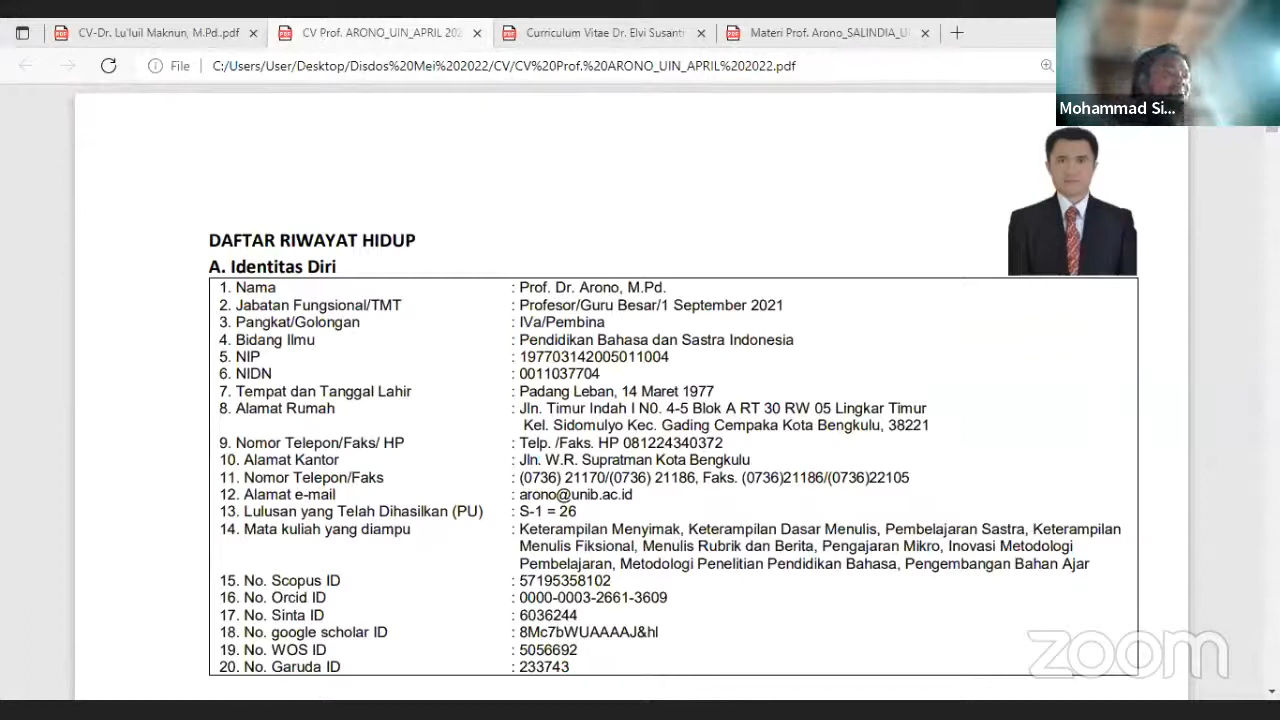 CV-Dr. Lu'luil Maknun, M.Pd..pdf
CV Prof. ARONO_UIN_APRIL 202
Curriculum Vitae Dr. Elvi Susanti
Materi Prof. Arono_SALINDIA_U
File
C:/Users/User/Desktop/Disdos%20Mei%202022/CV/CV%20Prof.%20ARONO_UIN_APRIL%202022.pdf
Mohammad Si...
DAFTAR RIWAYAT HIDUP
A. Identitas Diri
1. Nama : Prof. Dr. Arono, M.Pd.
2. Jabatan Fungsional/TMT : Profesor/Guru Besar/1 September 2021
3. Pangkat/Golongan : IVa/Pembina
4. Bidang Ilmu : Pendidikan Bahasa dan Sastra Indonesia
5. NIP : 197703142005011004
6. NIDN : 0011037704
7. Tempat dan Tanggal Lahir : Padang Leban, 14 Maret 1977
8. Alamat Rumah : Jln. Timur Indah I N0. 4-5 Blok A RT 30 RW 05 Lingkar Timur
Kel. Sidomulyo Kec. Gading Cempaka Kota Bengkulu, 38221
9. Nomor Telepon/Faks/ HP : Telp. /Faks. HP 081224340372
10. Alamat Kantor : Jln. W.R. Supratman Kota Bengkulu
11. Nomor Telepon/Faks : (0736) 21170/(0736) 21186, Faks. (0736)21186/(0736)22105
12. Alamat e-mail : arono@unib.ac.id
13. Lulusan yang Telah Dihasilkan (PU) : S-1 = 26
14. Mata kuliah yang diampu : Keterampilan Menyimak, Keterampilan Dasar Menulis, Pembelajaran Sastra, Keterampilan
Menulis Fiksional, Menulis Rubrik dan Berita, Pengajaran Mikro, Inovasi Metodologi
Pembelajaran, Metodologi Penelitian Pendidikan Bahasa, Pengembangan Bahan Ajar
15. No. Scopus ID : 57195358102
16. No. Orcid ID : 0000-0003-2661-3609
17. No. Sinta ID : 6036244
18. No. google scholar ID : 8Mc7bWUAAAAJ&hl
19. No. WOS ID : 5056692
20. No. Garuda ID : 233743
zoom